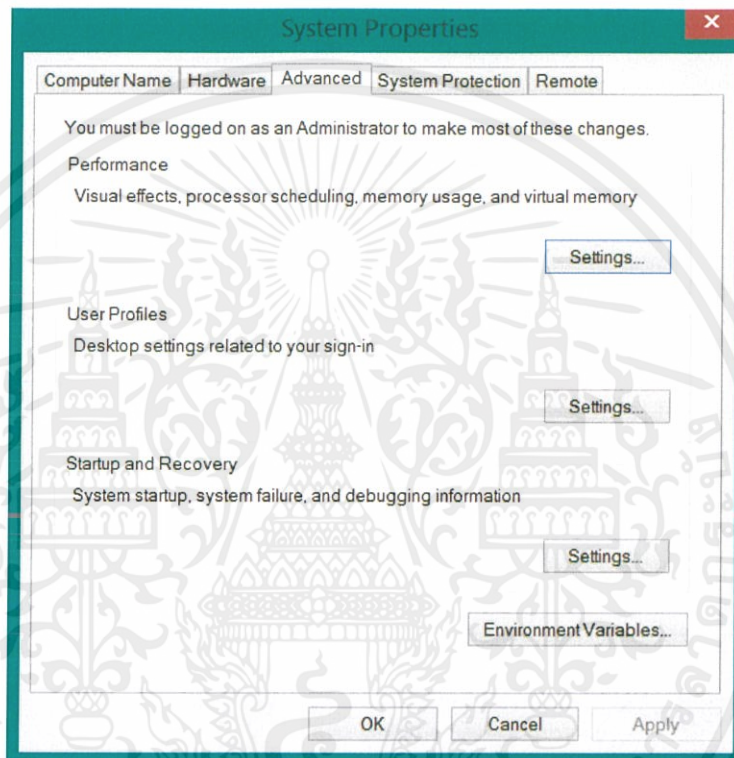 System Properties
Computer Name Hardware Advanced System Protection Remote
You must be logged on as an Administrator to make most of these changes.
Performance
Visual effects, processor scheduling, memory usage, and virtual memory
Settings...
User Profiles
Desktop settings related to your sign-in
Settings...
Startup and Recovery
System startup, system failure, and debugging information
Settings...
Environment Variables...
OK Cancel Apply